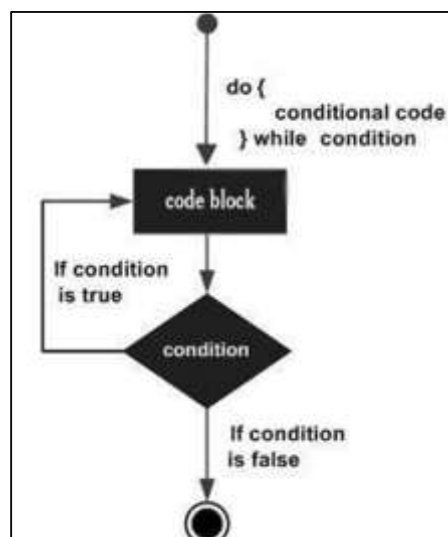 do {
conditional code
} while condition
code block
If condition
is true
condition
If condition
is false